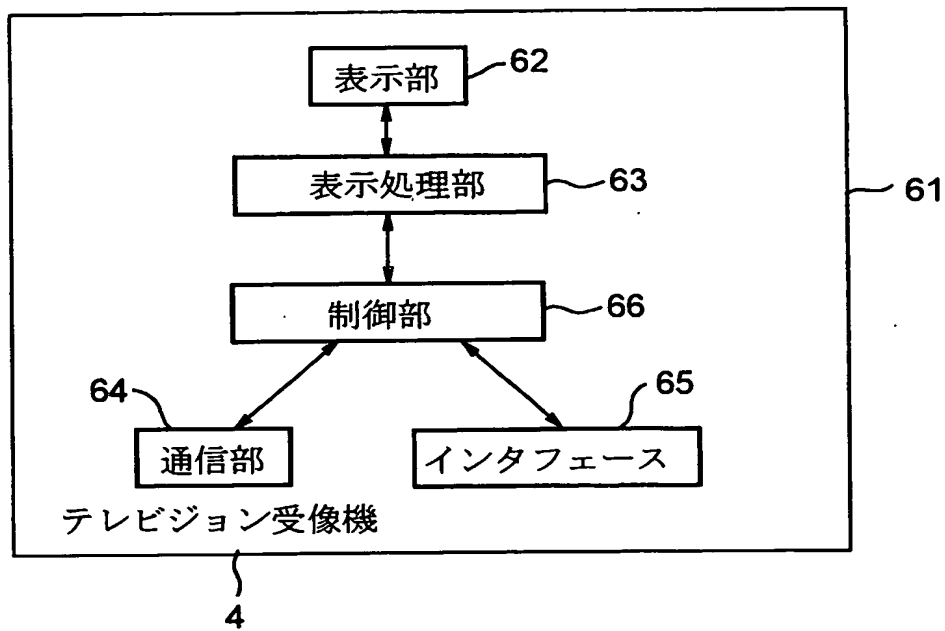 表示部
62
表示処理部
63
61
制御部
66
64
65
通信部
インタフェース
テレビジョン受像機
4